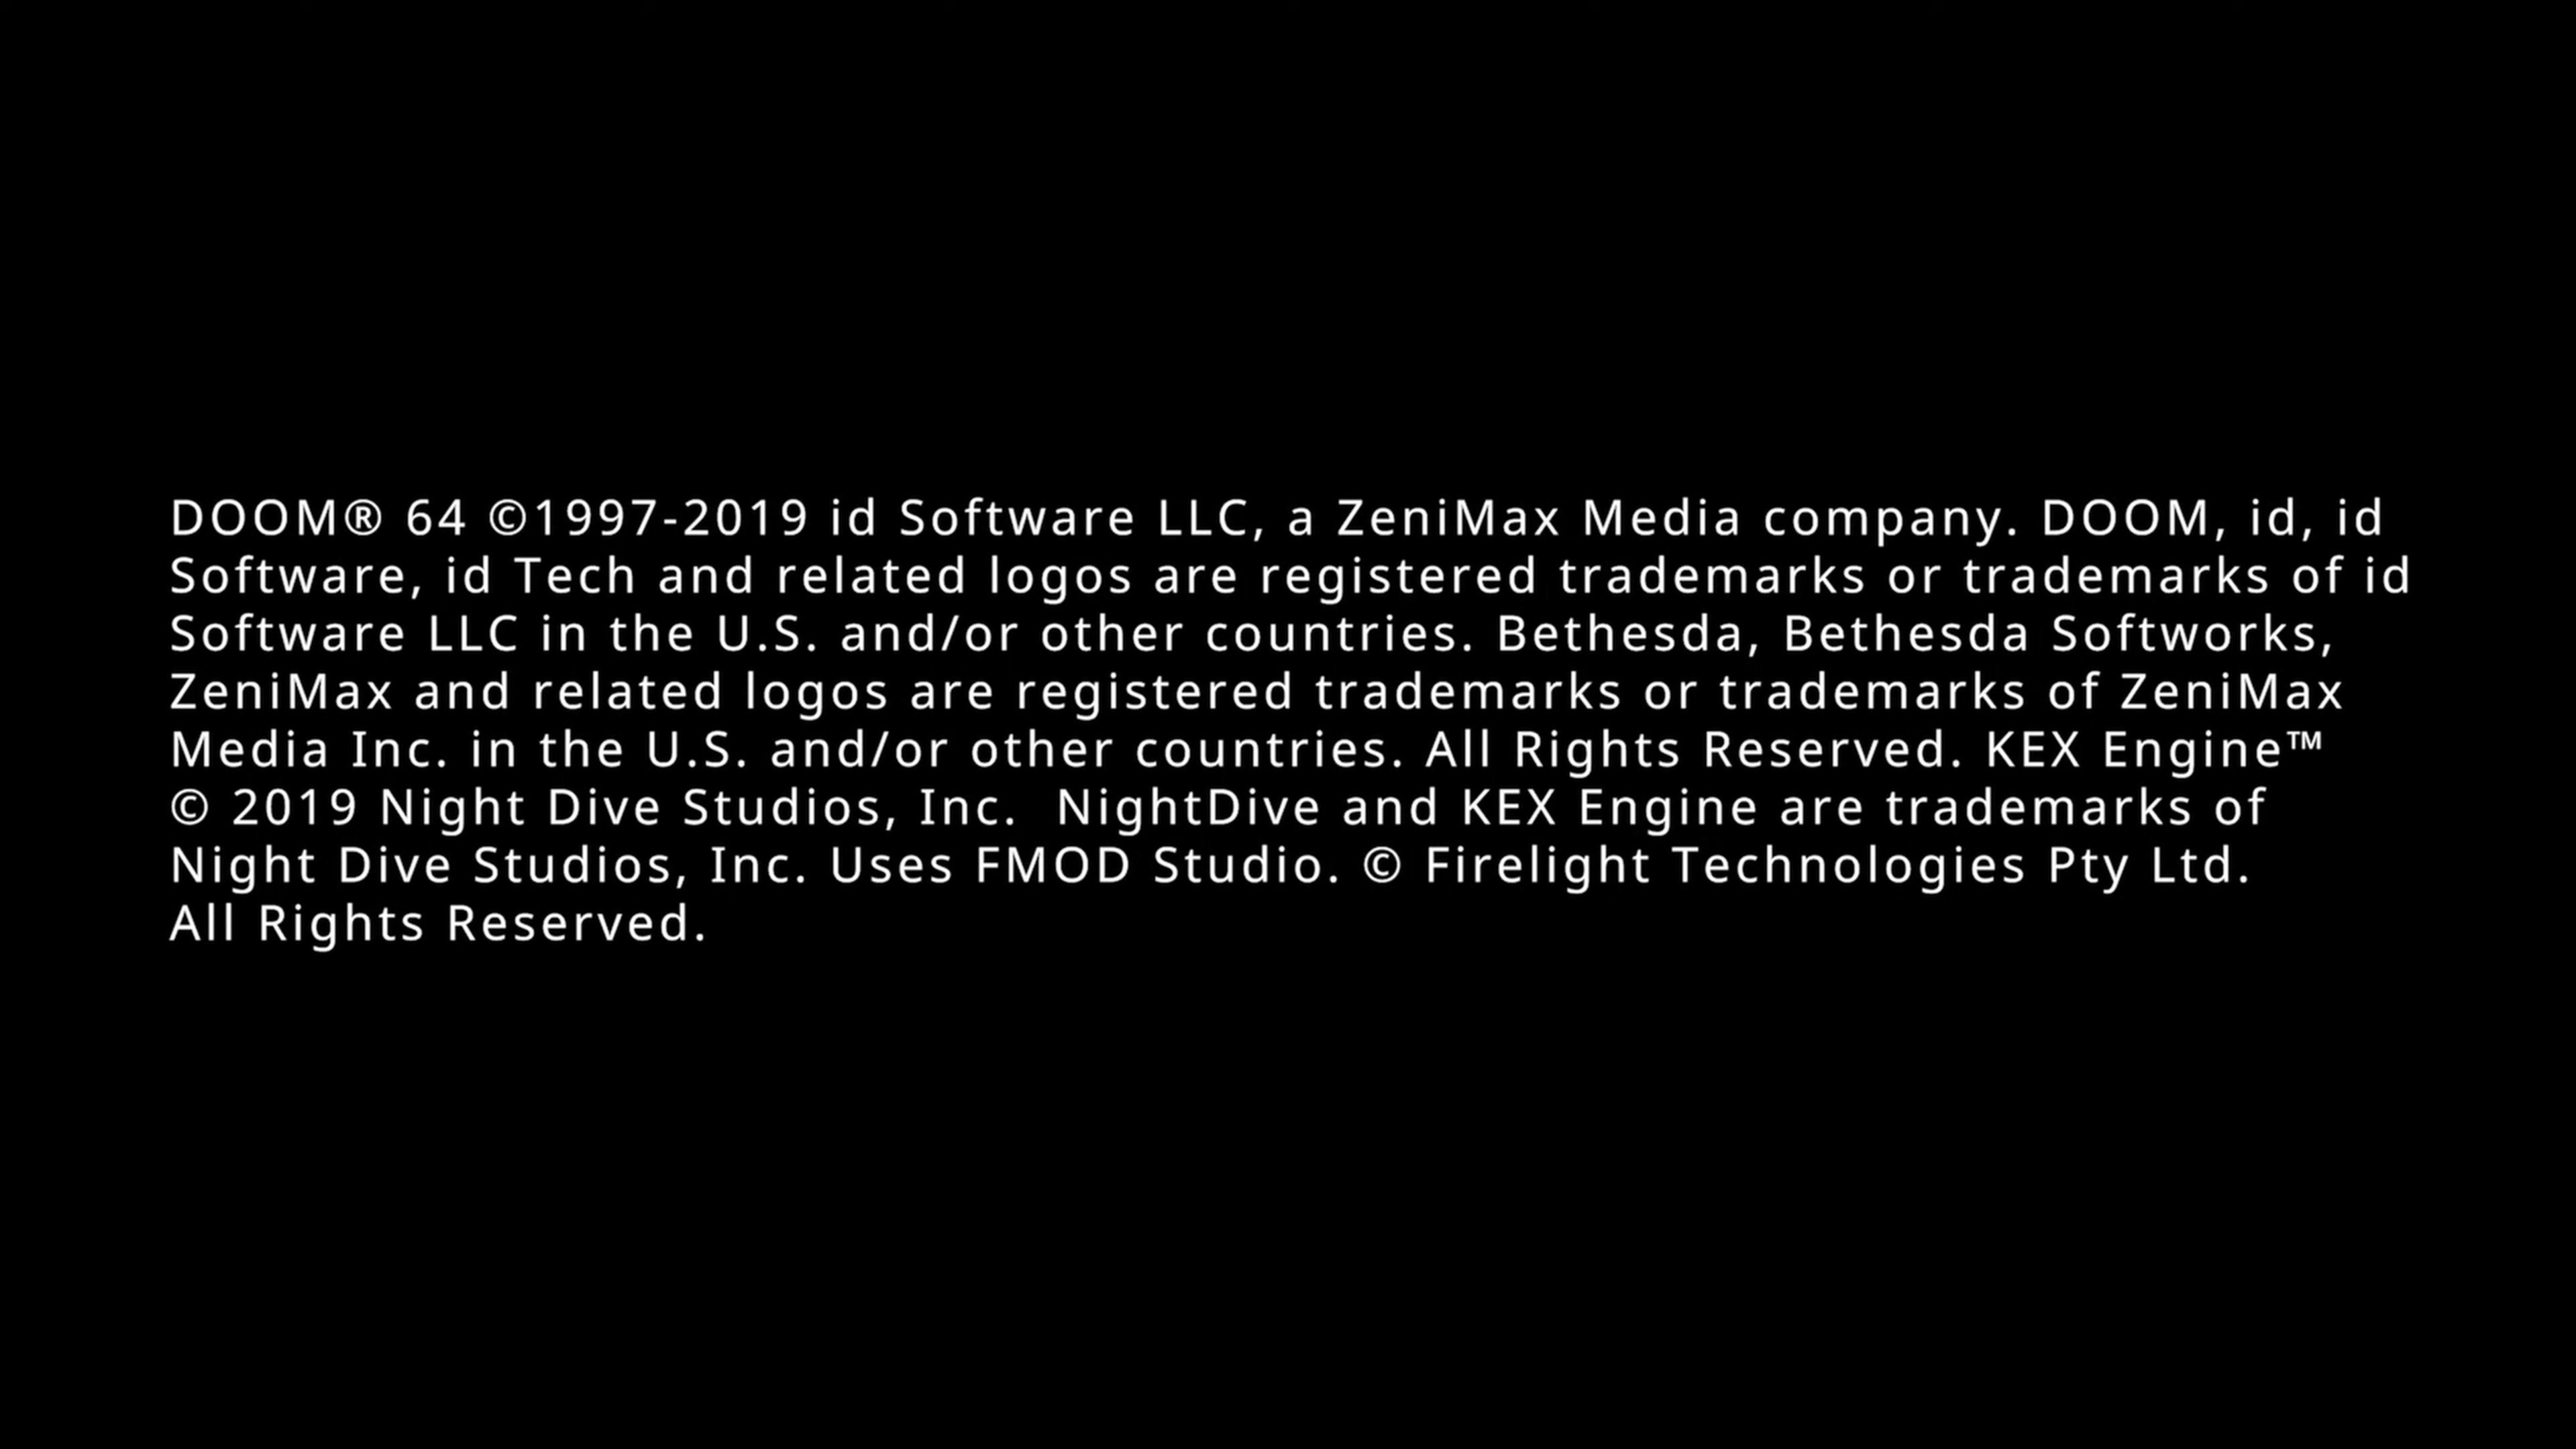 DOOM® 64 ©1997-2019 id Software LLC, a ZeniMax Media company. DOOM, id, id
Software, id Tech and related logos are registered trademarks or trademarks of id
Software LLC in the U.S. and/or other countries. Bethesda, Bethesda Softworks,
ZeniMax and related logos are registered trademarks or trademarks of ZeniMax
Media Inc. in the U.S. and/or other countries. All Rights Reserved. KEX Engine™
© 2019 Night Dive Studios, Inc.  NightDive and KEX Engine are trademarks of
Night Dive Studios, Inc. Uses FMOD Studio. © Firelight Technologies Pty Ltd.
All Rights Reserved.